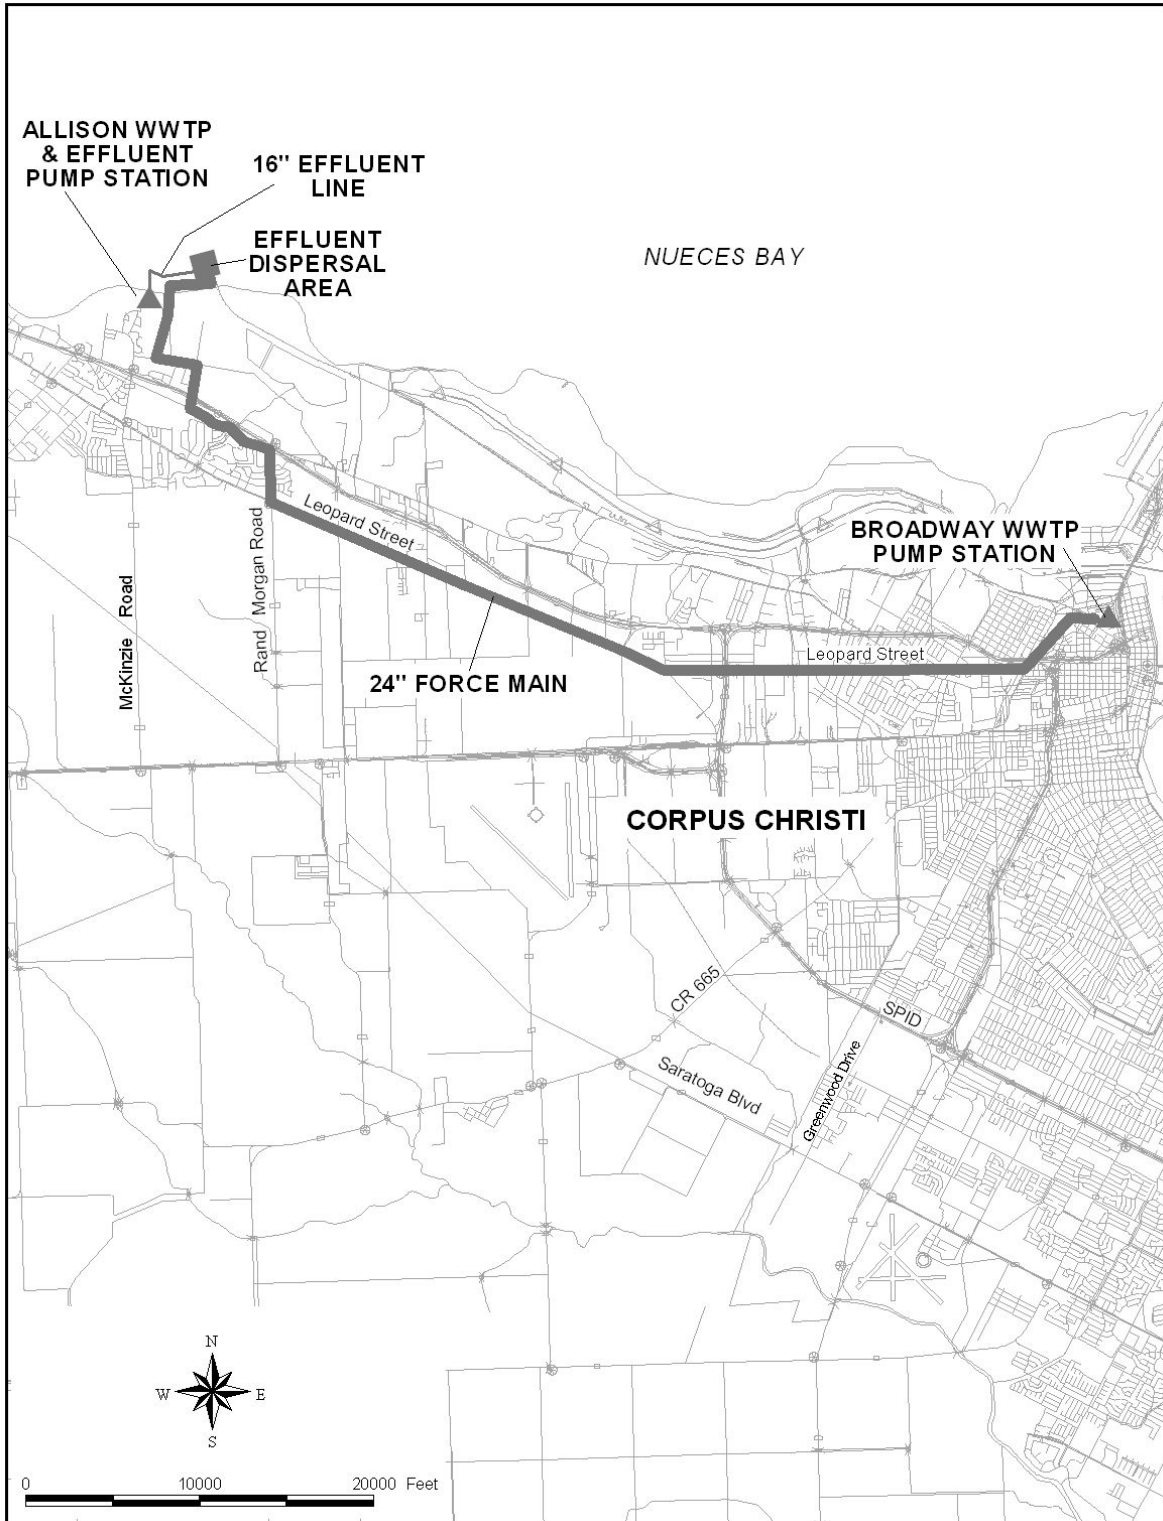 ALLISON WWTP
& EFFLUENT
PUMP STATION
16" EFFLUENT
LINE
EFFLUENT
DISPERSAL
AREA
NUECES BAY
BROADWAY WWTP
PUMP STATION
Leopard Street
Rand Morgan Road
McKinzie Road
Leopard Street
24" FORCE MAIN
CORPUS CHRISTI
CR 665
SPID
Saratoga Blvd
Greenwood Drive
N
W E
S
0 10000 20000 Feet